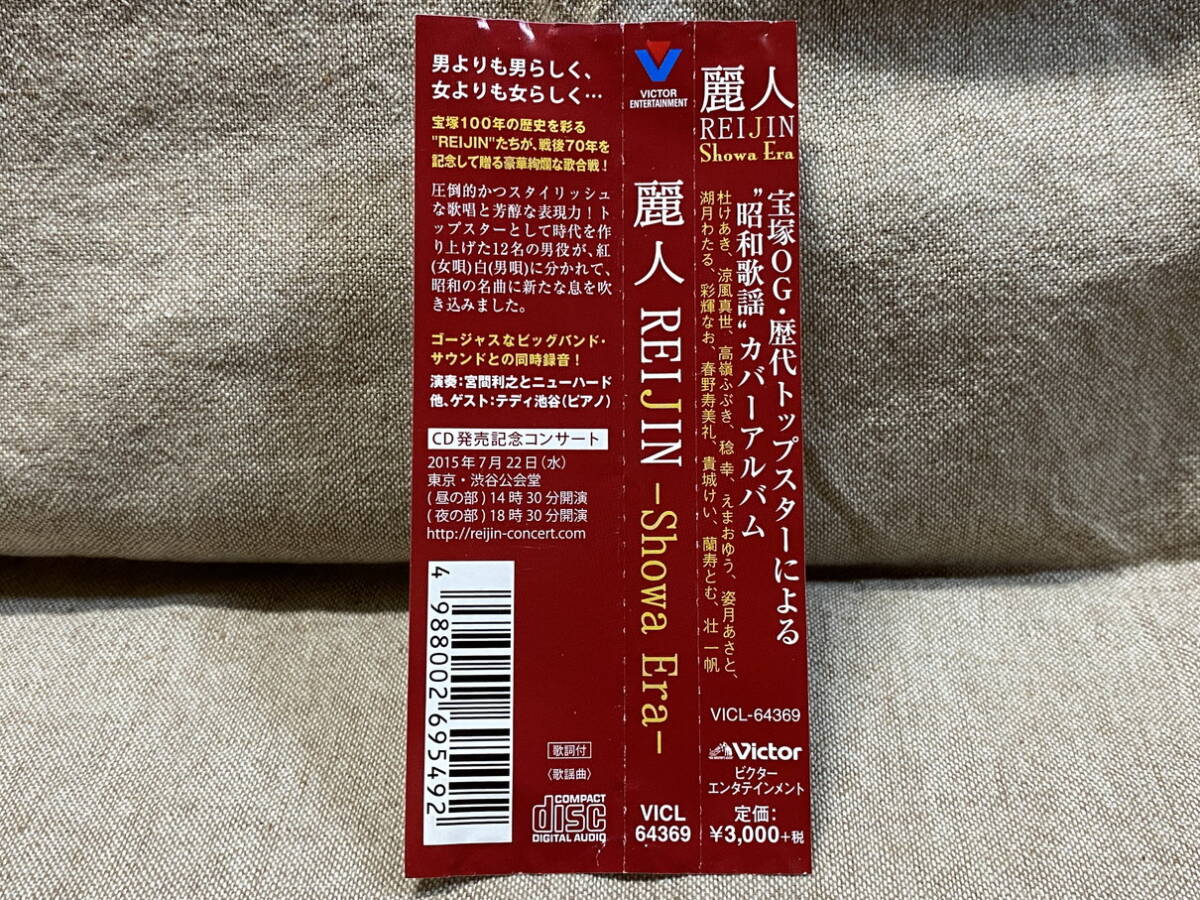 麗人
REIJIN
Showa Era
宝塚OG・歴代トップスターによる
"昭和歌謡"カバーアルバム
杜けあき、涼風真世、高嶺ふぶき、稔 幸、えまおゆう、姿月あさと、
湖月わたる、彩輝なお、春野寿美礼、貴城けい、蘭寿とむ、壮 一帆
VICL-64369
Victor
ビクター
エンタテインメント
定価:
¥3,000+税
VICTOR
ENTERTAINMENT
麗人 REIJIN -Showa Era-
VICL
64369
男よりも男らしく、
女よりも女らしく…
宝塚100年の歴史を彩る
"REIJIN"たちが、戦後70年を
記念して贈る豪華絢爛な歌合戦!
圧倒的かつスタイリッシュ
な歌唱と芳醇な表現力!ト
ップスターとして時代を作
り上げた12名の男役が、紅
(女唄)白(男唄)に分かれて、
昭和の名曲に新たな息を吹
き込みました。
ゴージャスなビッグバンド・
サウンドとの同時録音!
演奏:宮間利之とニューハード
他、ゲスト:テディ池谷(ピアノ)
CD発売記念コンサート
2015年7月22日(水)
東京・渋谷公会堂
(昼の部)14時30分開演
(夜の部)18時30分開演
http://reijin-concert.com
4 988002 695492
歌詞付
〈歌謡曲〉
COMPACT
disc
DIGITAL AUDIO